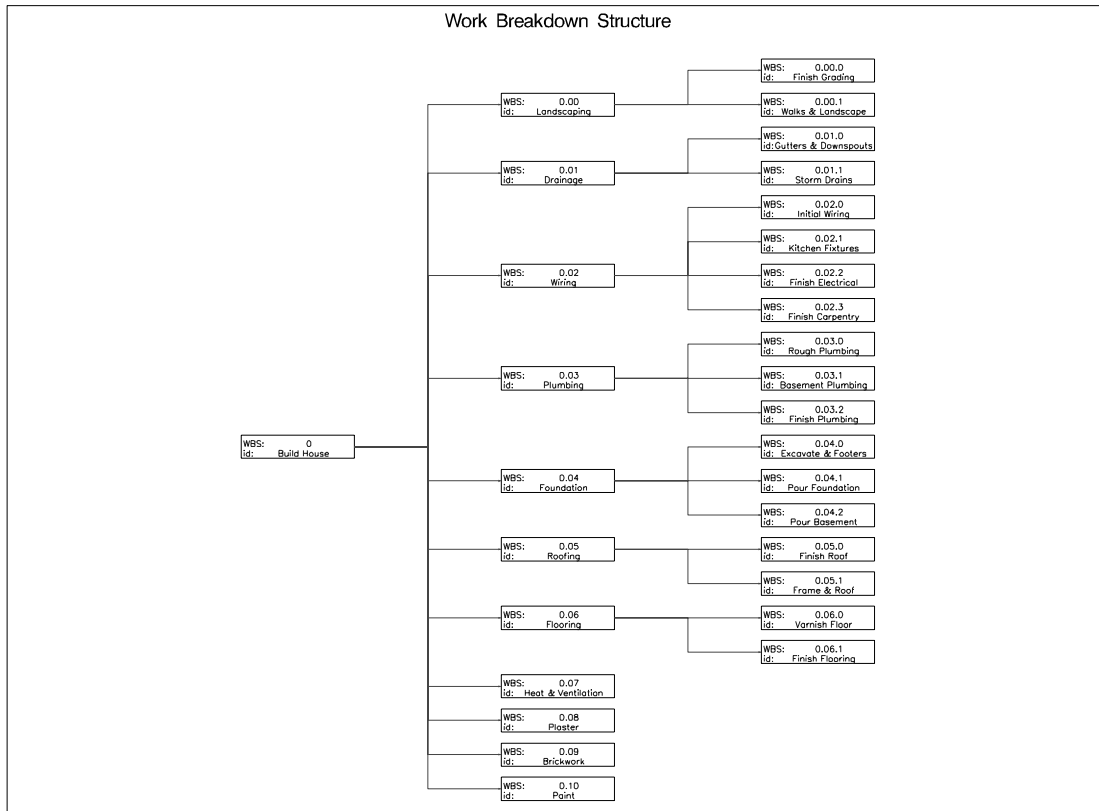 Work Breakdown Structure
WBS: 0
id: Build House
WBS: 0.00
id: Landscaping
WBS: 0.00.0
id: Finish Grading
WBS: 0.00.1
id: Walks & Landscape
WBS: 0.01
id: Drainage
WBS: 0.01.0
id:Gutters & Downspouts
WBS: 0.01.1
id: Storm Drains
WBS: 0.02
id: Wiring
WBS: 0.02.0
id: Initial Wiring
WBS: 0.02.1
id: Kitchen Fixtures
WBS: 0.02.2
id: Finish Electrical
WBS: 0.02.3
id: Finish Carpentry
WBS: 0.03
id: Plumbing
WBS: 0.03.0
id: Rough Plumbing
WBS: 0.03.1
id: Basement Plumbing
WBS: 0.03.2
id: Finish Plumbing
WBS: 0.04
id: Foundation
WBS: 0.04.0
id: Excavate & Footers
WBS: 0.04.1
id: Pour Foundation
WBS: 0.04.2
id: Pour Basement
WBS: 0.05
id: Roofing
WBS: 0.05.0
id: Finish Roof
WBS: 0.05.1
id: Frame & Roof
WBS: 0.06
id: Flooring
WBS: 0.06.0
id: Varnish Floor
WBS: 0.06.1
id: Finish Flooring
WBS: 0.07
id: Heat & Ventilation
WBS: 0.08
id: Plaster
WBS: 0.09
id: Brickwork
WBS: 0.10
id: Paint